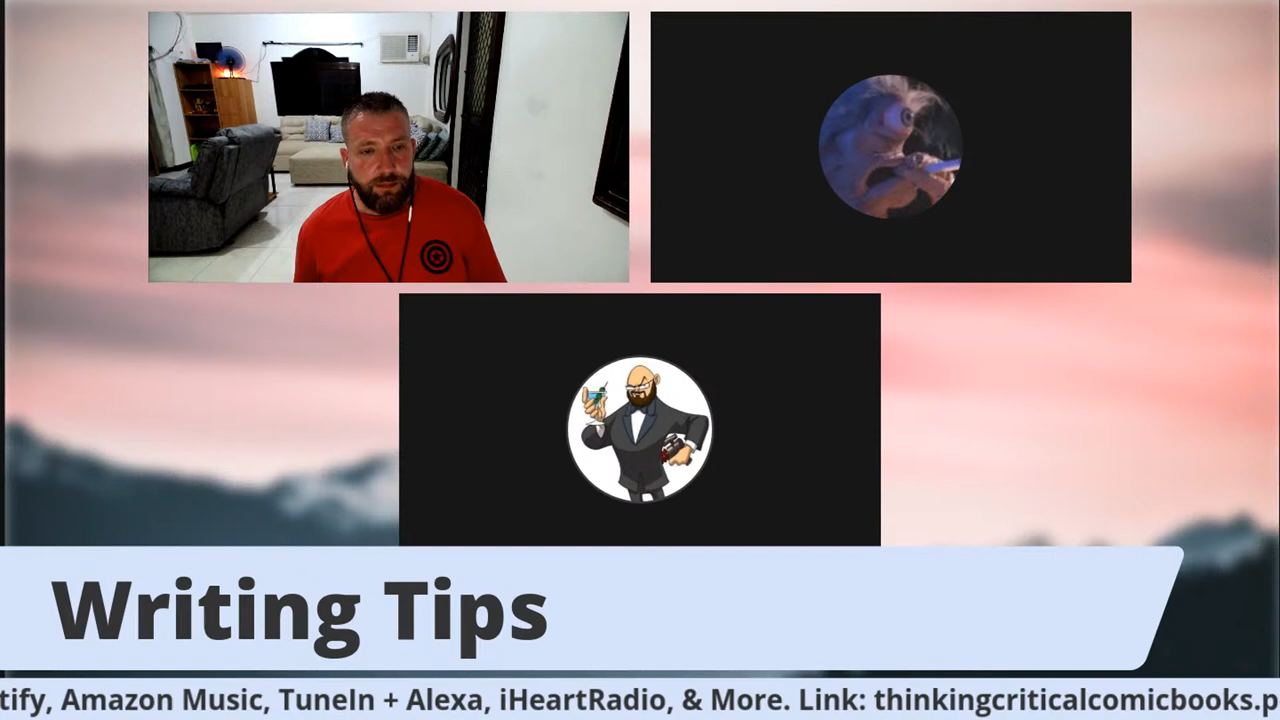 Writing Tips
tify, Amazon Music, TuneIn + Alexa, iHeartRadio, & More. Link: thinkingcriticalcomicbooks.p